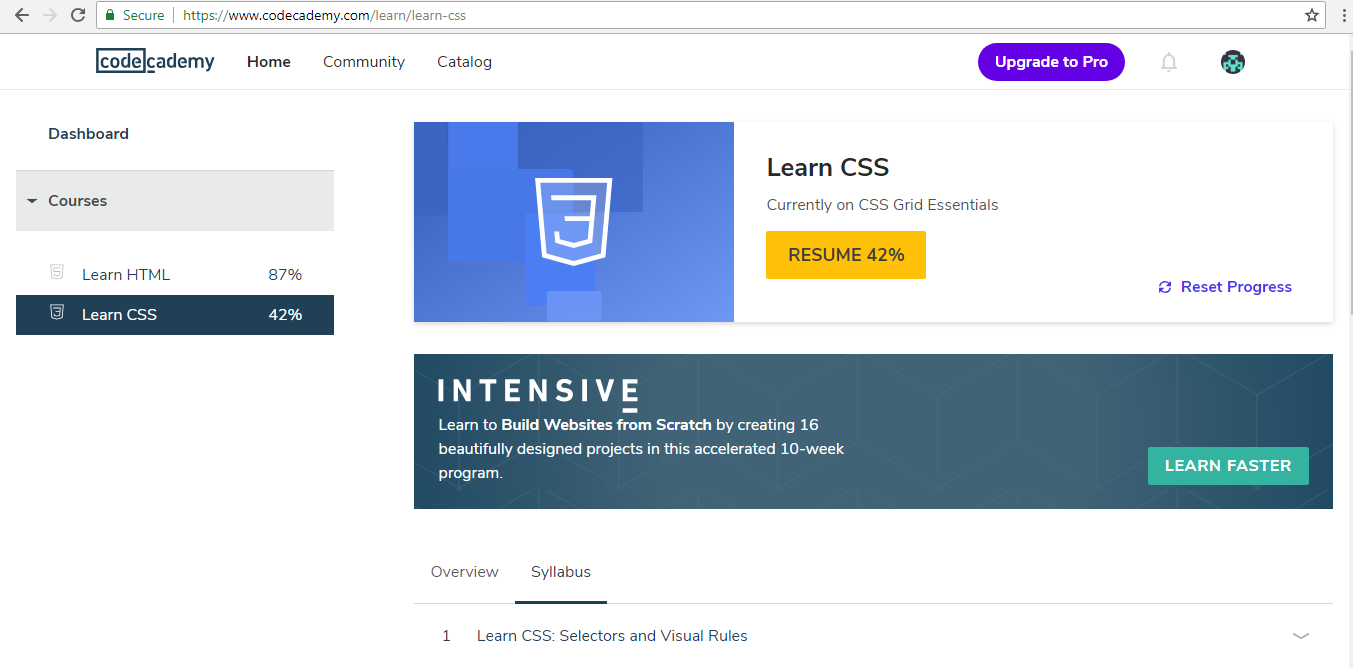 Secure https://www.codecademy.com/learn/learn-css
codecademy Home Community Catalog Upgrade to Pro
Dashboard
Courses
Learn HTML 87%
Learn CSS 42%
Learn CSS
Currently on CSS Grid Essentials
RESUME 42%
Reset Progress
INTENSIVE
Learn to Build Websites from Scratch by creating 16
beautifully designed projects in this accelerated 10-week
program.
LEARN FASTER
Overview Syllabus
1 Learn CSS: Selectors and Visual Rules